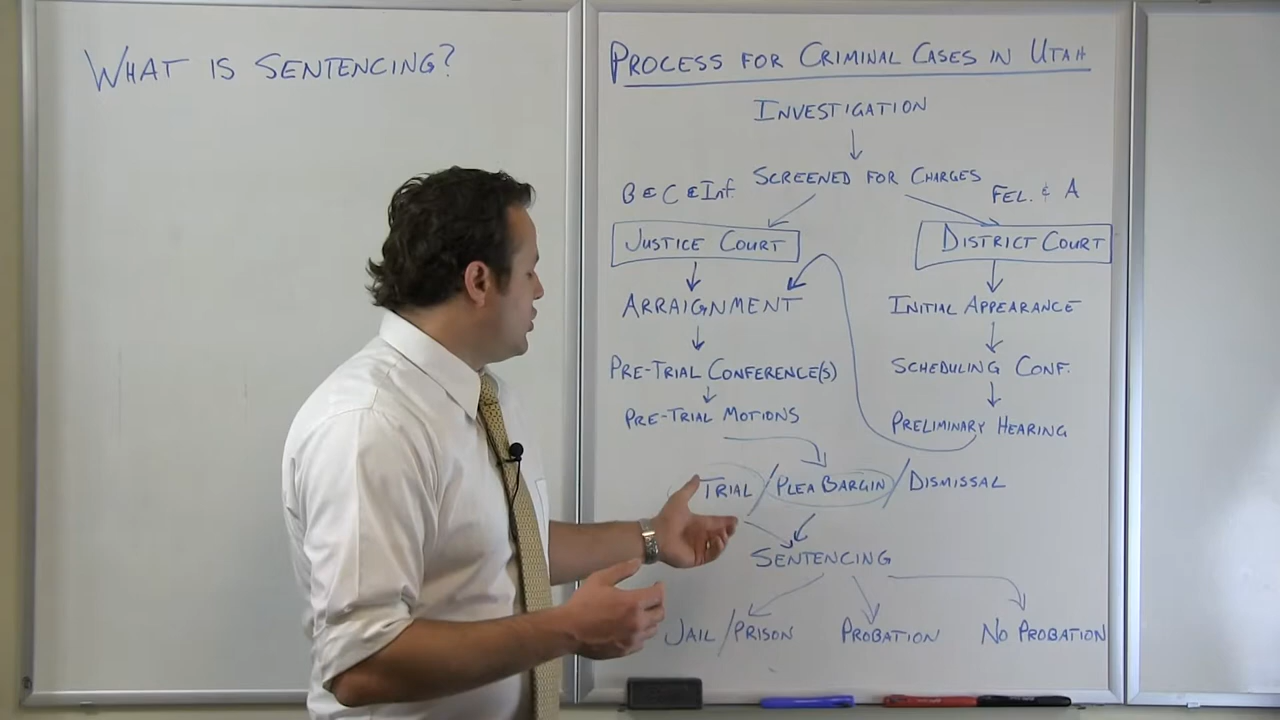 WHAT IS SENTENCING?
PROCESS FOR CRIMINAL CASES IN UTAH
INVESTIGATION
SCREENED FOR CHARGES
B & C & Inf.
FEL. & A
JUSTICE COURT
DISTRICT COURT
ARRAIGNMENT
INITIAL APPEARANCE
PRE-TRIAL CONFERENCE(S)
SCHEDULING CONF.
PRE-TRIAL MOTIONS
PRELIMINARY HEARING
TRIAL / PLEA BARGIN / DISMISSAL
SENTENCING
JAIL / PRISON
PROBATION
NO PROBATION